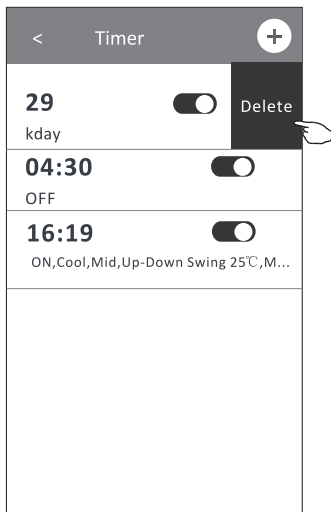 < Timer +
29 Delete
kday
04:30
OFF
16:19
ON,Cool,Mid,Up-Down Swing 25℃,M...